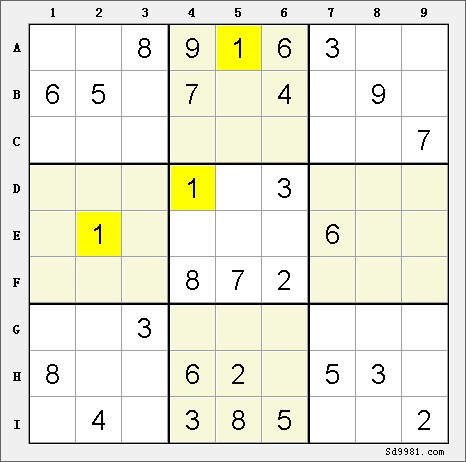 1 2 3 4 5 6 7 8 9
A 8 9 1 6 3
B 6 5 7 4 9
C 7
D 1 3
E 1 6
F 8 7 2
G 3
H 8 6 2 5 3
I 4 3 8 5 2
Sd9981.com